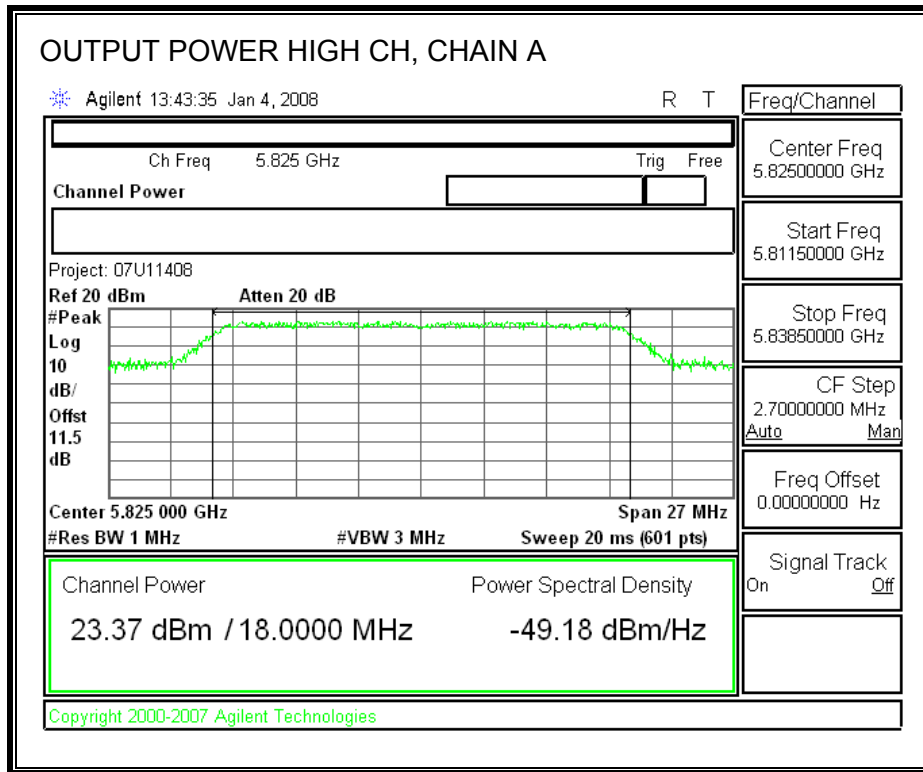 OUTPUT POWER HIGH CH, CHAIN A
Agilent 13:43:35 Jan 4, 2008 R T
Freq/Channel
Ch Freq 5.825 GHz Trig Free
Channel Power
Center Freq
5.82500000 GHz
Start Freq
5.81150000 GHz
Stop Freq
5.83850000 GHz
CF Step
2.70000000 MHz
Auto Man
Freq Offset
0.00000000 Hz
Signal Track
On Off
Project: 07U11408
Ref 20 dBm Atten 20 dB
#Peak
Log
10
dB/
Offst
11.5
dB
Center 5.825 000 GHz Span 27 MHz
#Res BW 1 MHz #VBW 3 MHz Sweep 20 ms (601 pts)
Channel Power Power Spectral Density
23.37 dBm / 18.0000 MHz -49.18 dBm/Hz
Copyright 2000-2007 Agilent Technologies